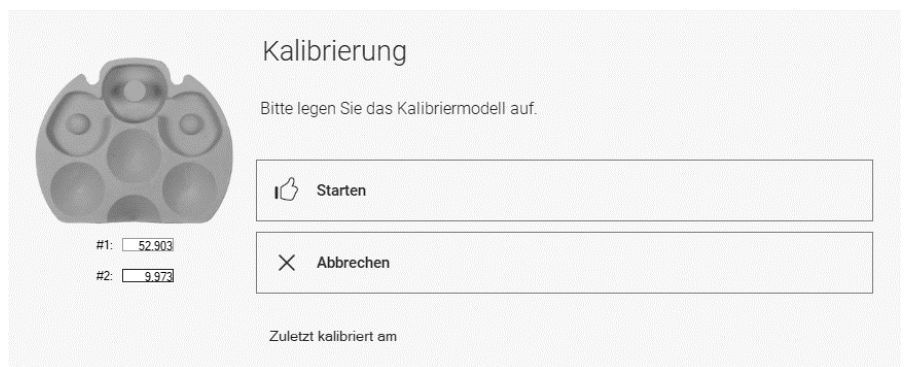 Kalibrierung
Bitte legen Sie das Kalibriermodell auf.
Starten
#1: 52.903
Abbrechen
#2: 9.973
Zuletzt kalibriert am